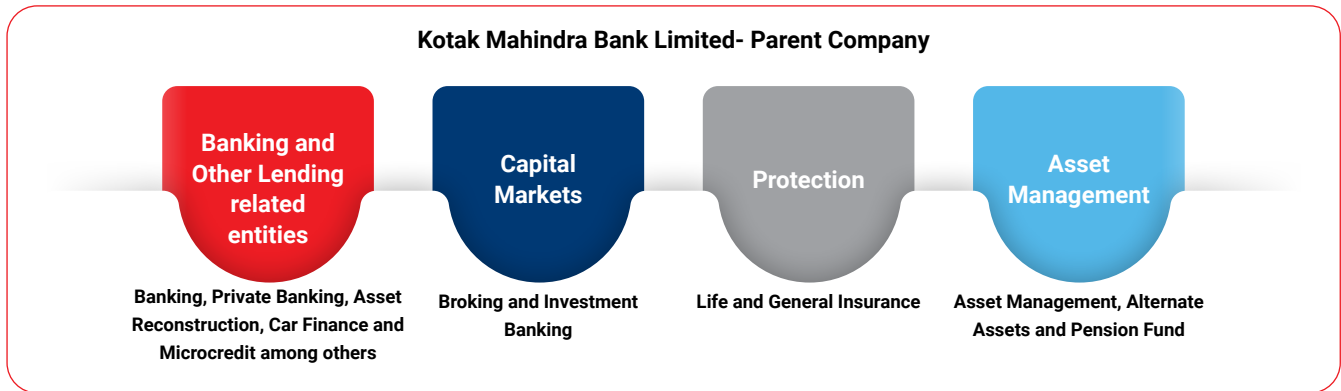 Kotak Mahindra Bank Limited- Parent Company
Banking and
Other Lending
related
entities
Banking, Private Banking, Asset
Reconstruction, Car Finance and
Microcredit among others
Capital
Markets
Broking and Investment
Banking
Protection
Life and General Insurance
Asset
Management
Asset Management, Alternate
Assets and Pension Fund